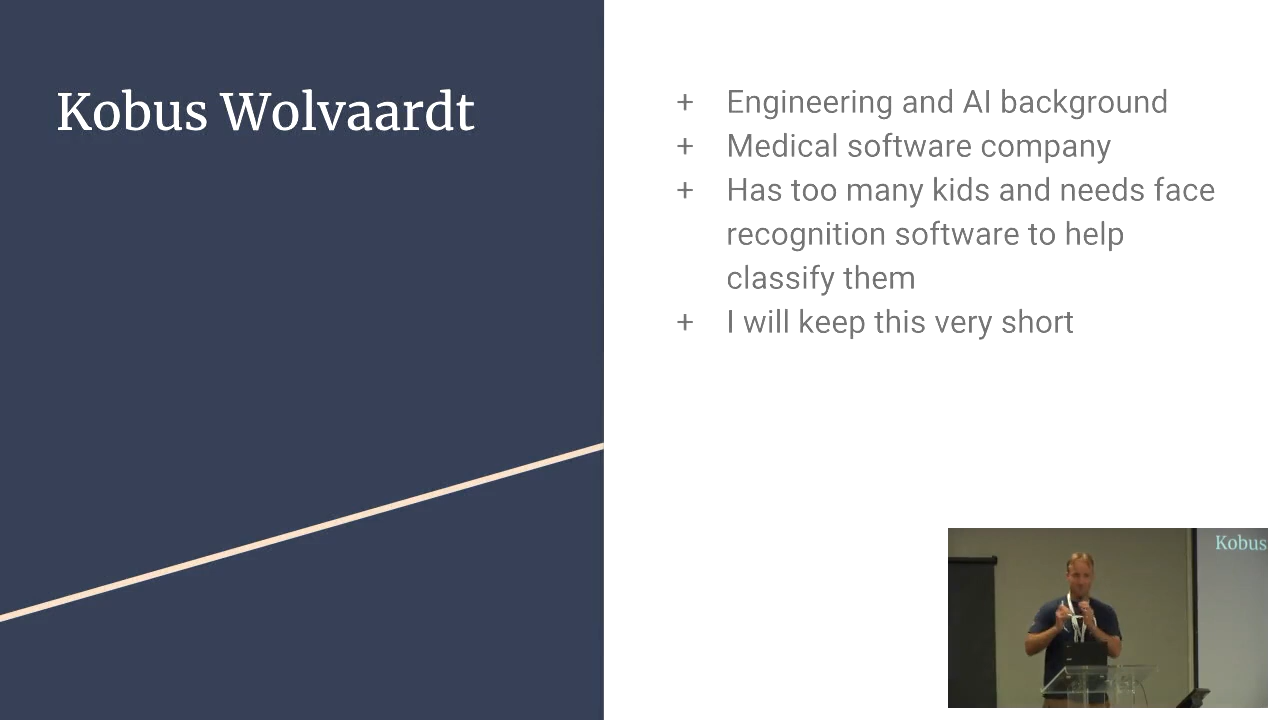 Kobus Wolvaardt
+ Engineering and AI background
+ Medical software company
+ Has too many kids and needs face
recognition software to help
classify them
+ I will keep this very short
Kobus